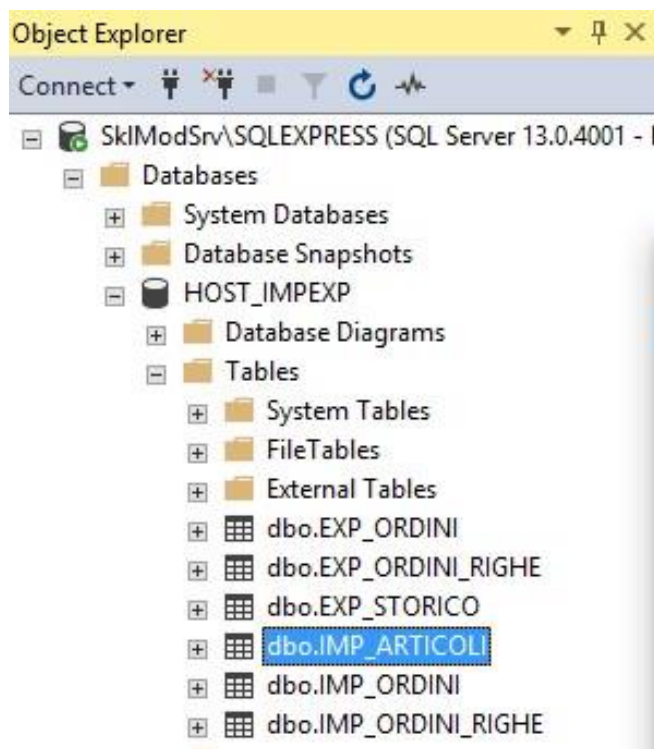 Object Explorer
Connect
SklModSrv\SQLEXPRESS (SQL Server 13.0.4001 -
Databases
System Databases
Database Snapshots
HOST_IMPEXP
Database Diagrams
Tables
System Tables
FileTables
External Tables
dbo.EXP_ORDINI
dbo.EXP_ORDINI_RIGHE
dbo.EXP_STORICO
dbo.IMP_ARTICOLI
dbo.IMP_ORDINI
dbo.IMP_ORDINI_RIGHE